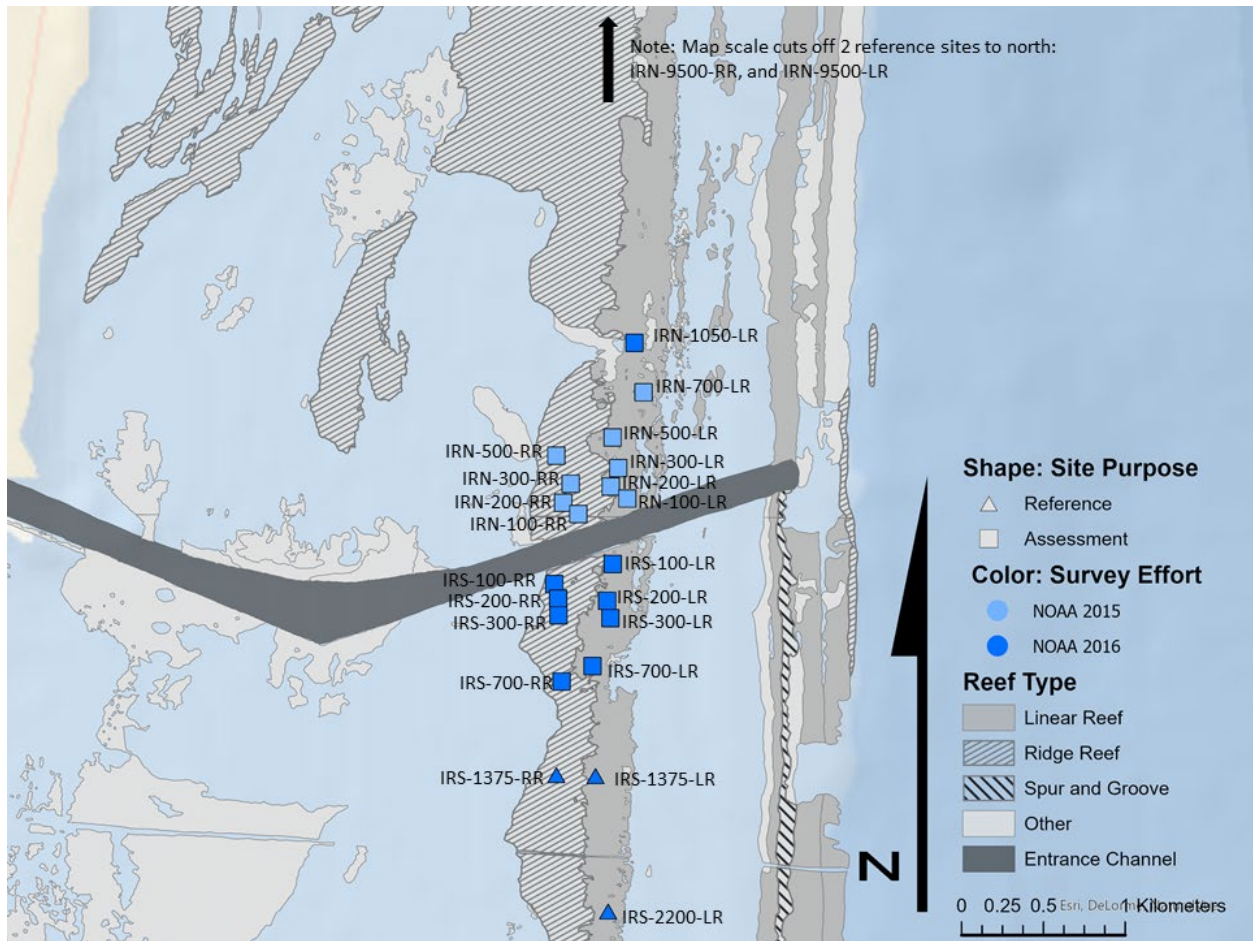 Note: Map scale cuts off 2 reference sites to north:
IRN-9500-RR, and IRN-9500-LR
IRN-1050-LR
IRN-700-LR
IRN-500-LR
IRN-500-RR
IRN-300-LR
IRN-300-RR
IRN-200-LR
IRN-200-RR
RN-100-LR
IRN-100-RR
IRS-100-LR
IRS-100-RR
IRS-200-LR
IRS-200-RR
IRS-300-LR
IRS-300-RR
IRS-700-LR
IRS-700-RR
IRS-1375-RR
IRS-1375-LR
IRS-2200-LR
Shape: Site Purpose
Reference
Assessment
Color: Survey Effort
NOAA 2015
NOAA 2016
Reef Type
Linear Reef
Ridge Reef
Spur and Groove
Other
Entrance Channel
N
0 0.25 0.5 1 Kilometers
Esri,